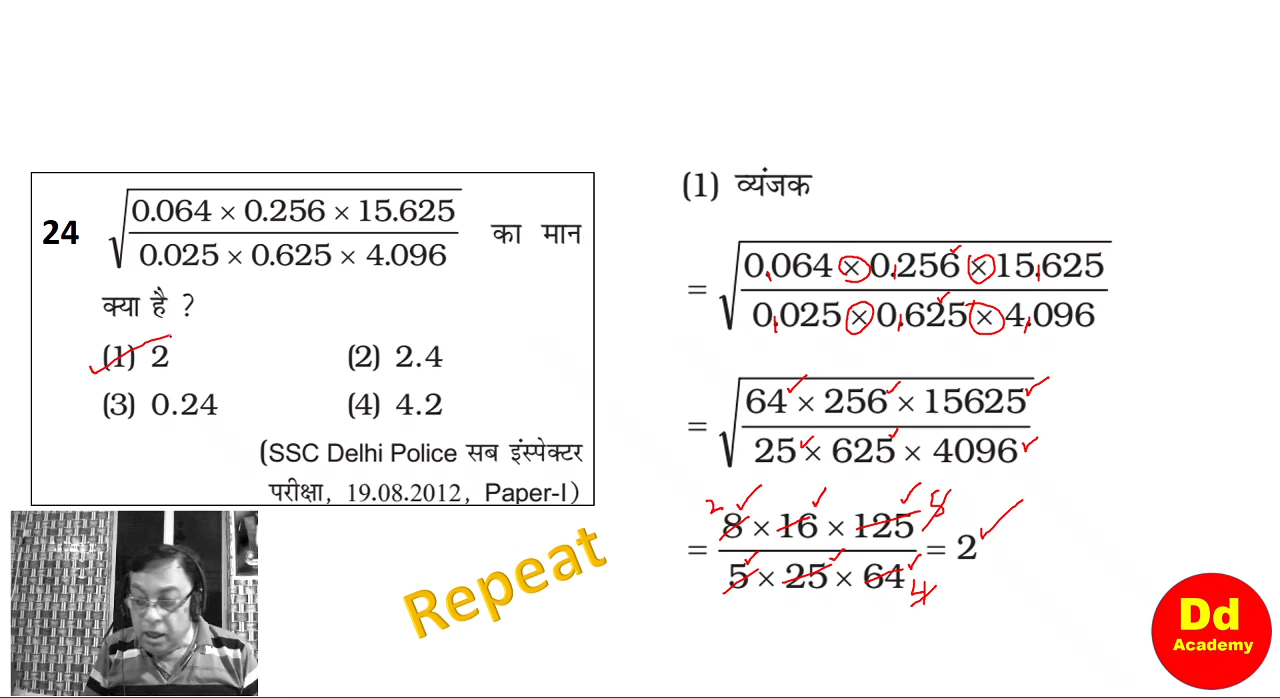 24 √(0.064 × 0.256 × 15.625 / 0.025 × 0.625 × 4.096) का मान
क्या है ?
(1) 2 (2) 2.4
(3) 0.24 (4) 4.2
(SSC Delhi Police सब इंस्पेक्टर
परीक्षा, 19.08.2012, Paper-I)
Repeat
(1) व्यंजक
= √(0.064 × 0.256 × 15.625 / 0.025 × 0.625 × 4.096)
= √(64 × 256 × 15625 / 25 × 625 × 4096)
2 5
= 8 × 16 × 125 / 5 × 25 × 64 = 2
4
Dd
Academy